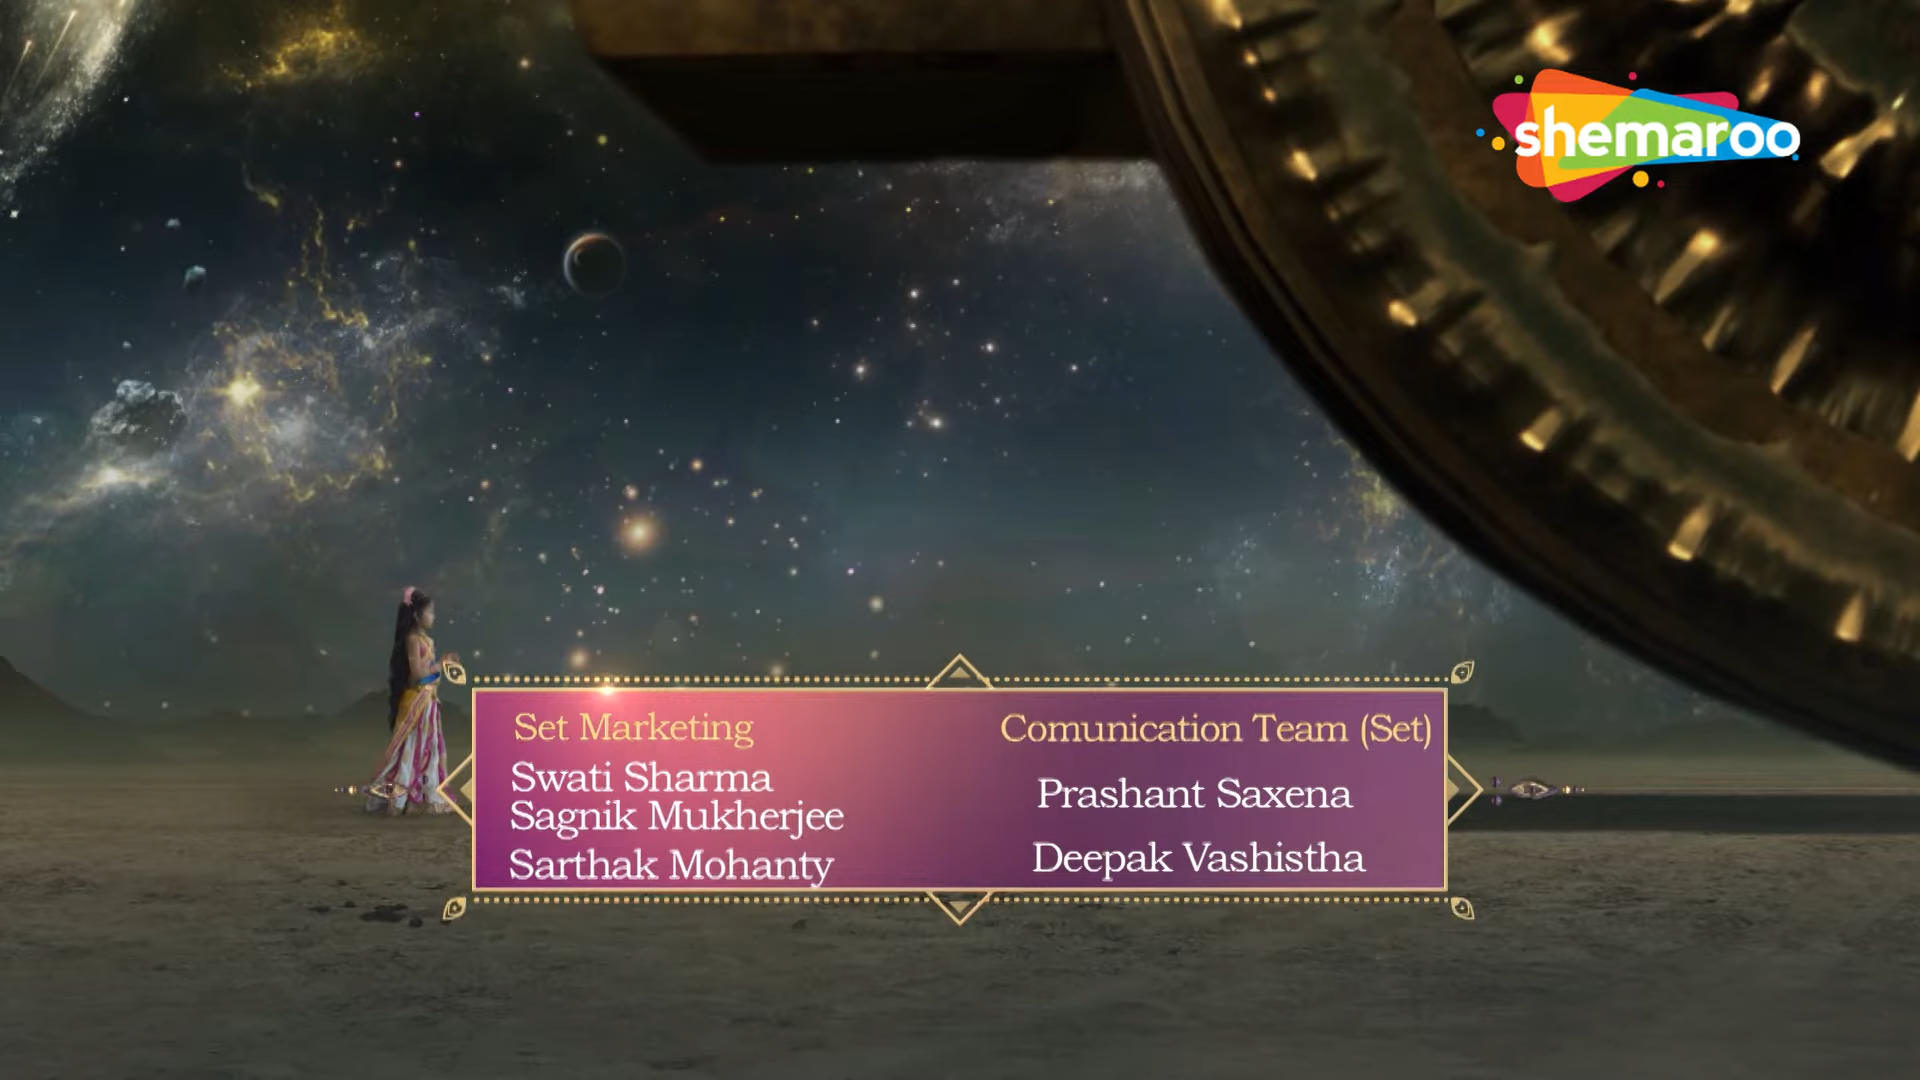 shemaroo
Set Marketing
Swati Sharma
Sagnik Mukherjee
Sarthak Mohanty
Comunication Team (Set)
Prashant Saxena
Deepak Vashistha